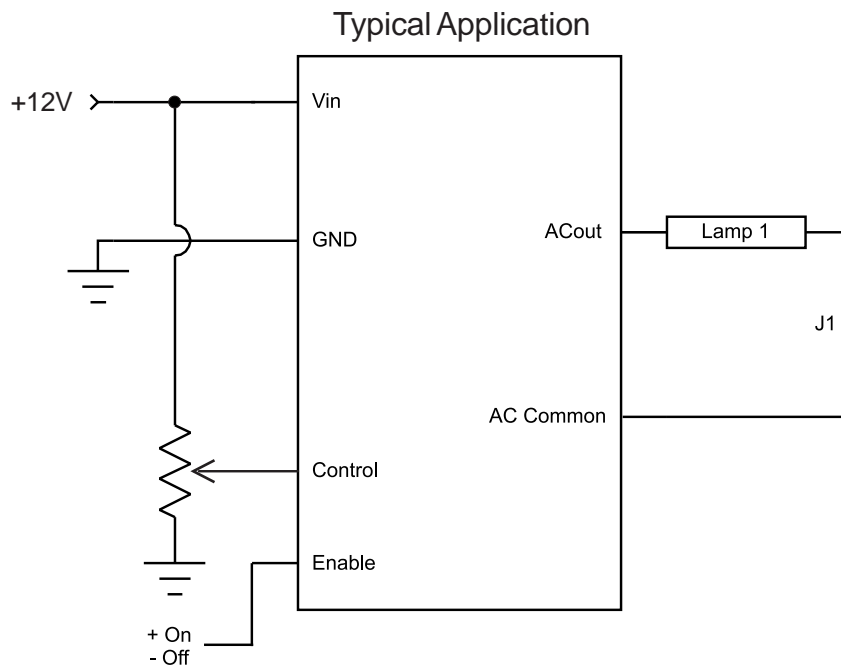 Typical Application
+12V
Vin
GND
ACout
Lamp 1
J1
AC Common
Control
Enable
+ On
- Off